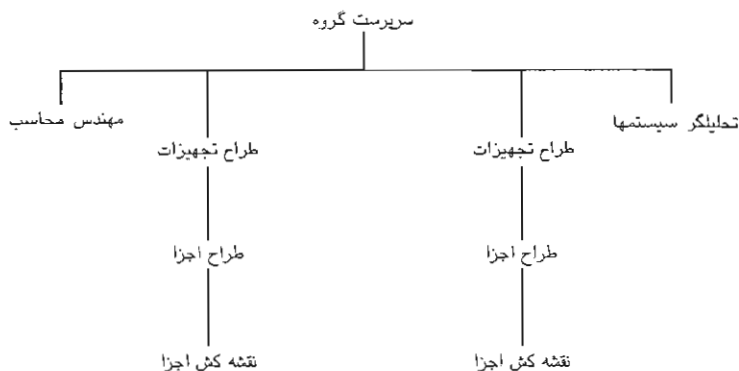 سرپرست گروه
تحلیلگر سیستمها
مهندس محاسب
طراح تجهیزات
طراح تجهیزات
طراح اجزا
طراح اجزا
نقشه کش اجزا
نقشه کش اجزا